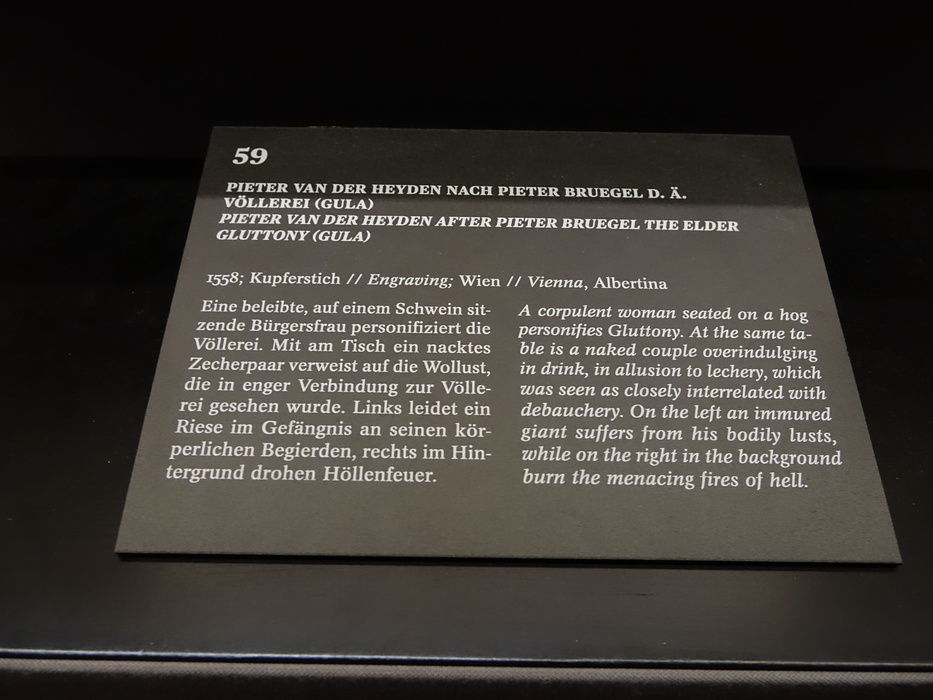 59
PIETER VAN DER HEYDEN NACH PIETER BRUEGEL D. Ä.
VÖLLEREI (GULA)
PIETER VAN DER HEYDEN AFTER PIETER BRUEGEL THE ELDER
GLUTTONY (GULA)
1558; Kupferstich // Engraving; Wien // Vienna, Albertina
Eine beleibte, auf einem Schwein sit-
zende Bürgersfrau personifiziert die
Völlerei. Mit am Tisch ein nacktes
Zecherpaar verweist auf die Wollust,
die in enger Verbindung zur Völle-
rei gesehen wurde. Links leidet ein
Riese im Gefängnis an seinen kör-
perlichen Begierden, rechts im Hin-
tergrund drohen Höllenfeuer.
A corpulent woman seated on a hog
personifies Gluttony. At the same ta-
ble is a naked couple overindulging
in drink, in allusion to lechery, which
was seen as closely interrelated with
debauchery. On the left an immured
giant suffers from his bodily lusts,
while on the right in the background
burn the menacing fires of hell.